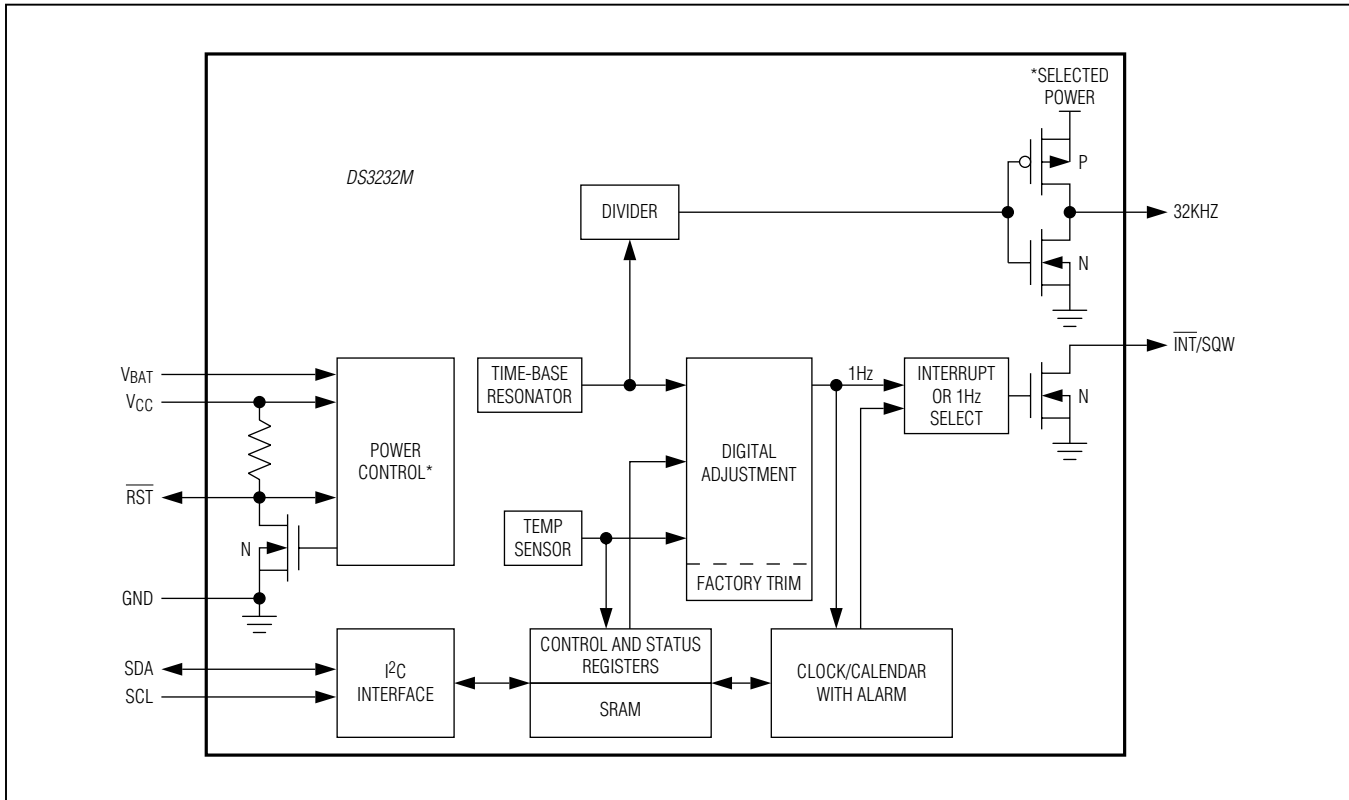 *SELECTED
POWER
P
DS3232M
DIVIDER
32KHZ
N
INT/SQW
VBAT
VCC
POWER
CONTROL*
RST
N
GND
TIME-BASE
RESONATOR
DIGITAL
ADJUSTMENT
FACTORY TRIM
TEMP
SENSOR
1Hz
INTERRUPT
OR 1Hz
SELECT
N
SDA
SCL
I²C
INTERFACE
CONTROL AND STATUS
REGISTERS
SRAM
CLOCK/CALENDAR
WITH ALARM